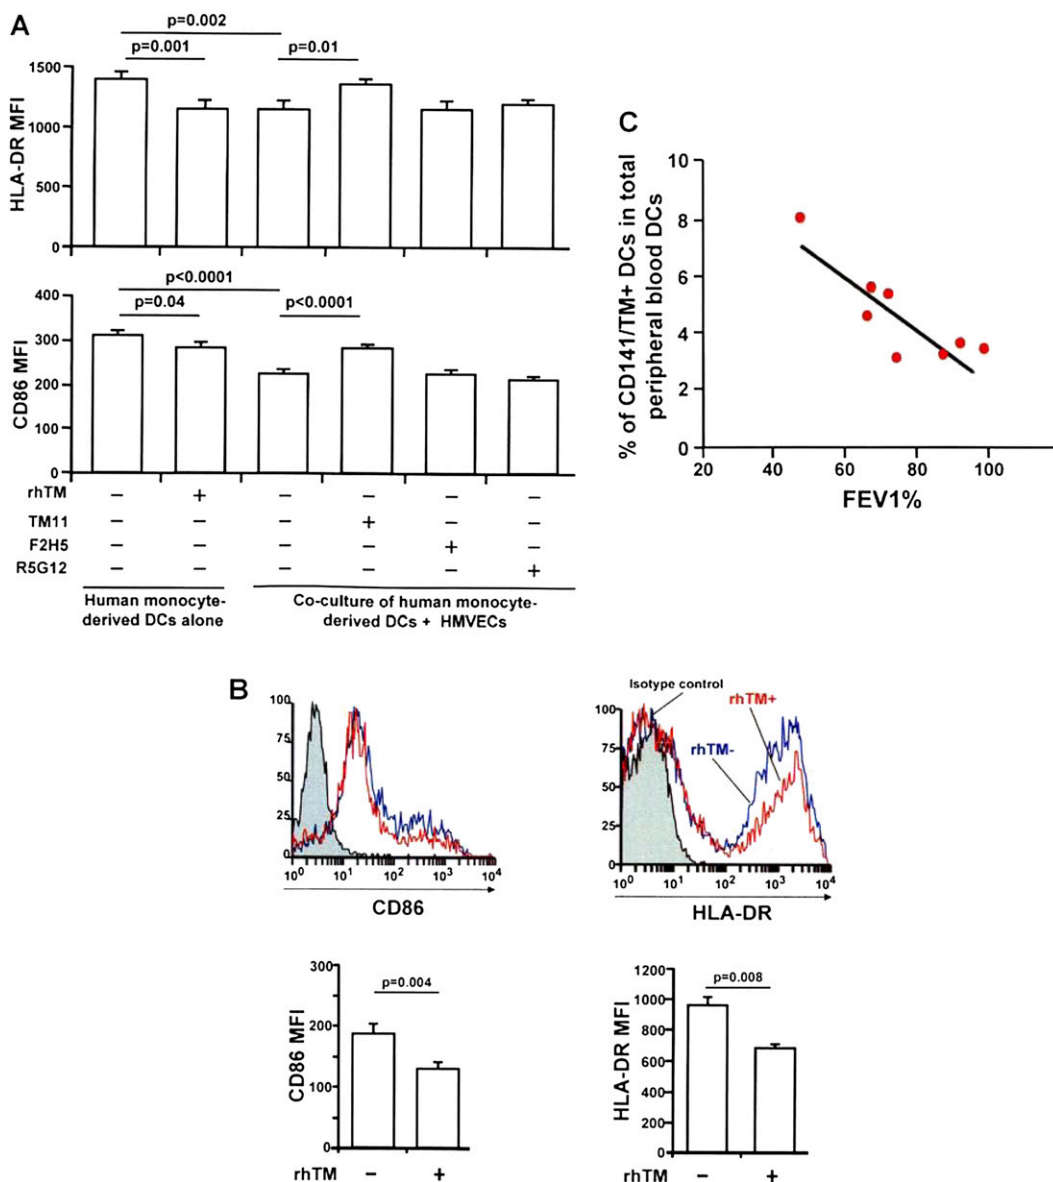 A
p=0.002
p=0.001
p=0.01
HLA-DR MFI
1500
1000
500
0
p<0.0001
p=0.04
p<0.0001
CD86 MFI
400
300
200
100
0
rhTM – + – – – –
TM11 – – – + – –
F2H5 – – – – + –
R5G12 – – – – – +
Human monocyte-
derived DCs alone
Co-culture of human monocyte-
derived DCs + HMVECs
C
% of CD141/TM+ DCs in total
peripheral blood DCs
10
8
6
4
2
0
20 40 60 80 100
FEV1%
B
100
75
50
25
0
10⁰ 10¹ 10² 10³ 10⁴
CD86
Isotype control
rhTM+
rhTM-
100
75
50
25
0
10⁰ 10¹ 10² 10³ 10⁴
HLA-DR
CD86 MFI
300
200
100
0
p=0.004
rhTM – +
HLA-DR MFI
1200
1000
800
600
400
200
0
p=0.008
rhTM – +